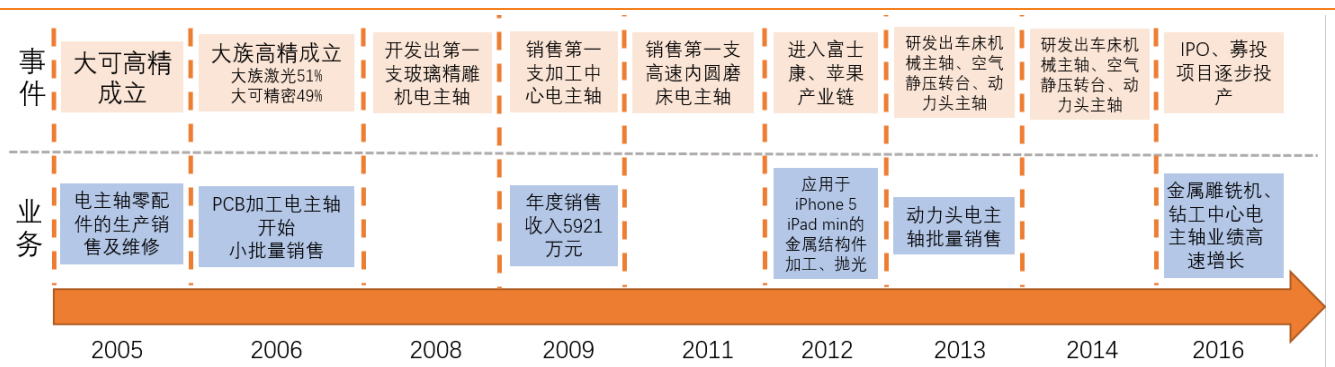 事
件
大可高精
成立
大族高精成立
大族激光51%
大可精密49%
开发出第一
支玻璃精雕
机电主轴
销售第一
支加工中
心电主轴
销售第一支
高速内圆磨
床电主轴
进入富士
康、苹果
产业链
研发出车床机
械主轴、空气
静压转台、动
力头主轴
研发出车床机
械主轴、空气
静压转台、动
力头主轴
IPO、募投
项目逐步投
产
业
务
电主轴零配
件的生产销
售及维修
PCB加工电主轴
开始
小批量销售
年度销售
收入5921
万元
应用于
iPhone 5
iPad min的
金属结构件
加工、抛光
动力头电主
轴批量销售
金属雕铣机、
钻工中心电
主轴业绩高
速增长
2005
2006
2008
2009
2011
2012
2013
2014
2016